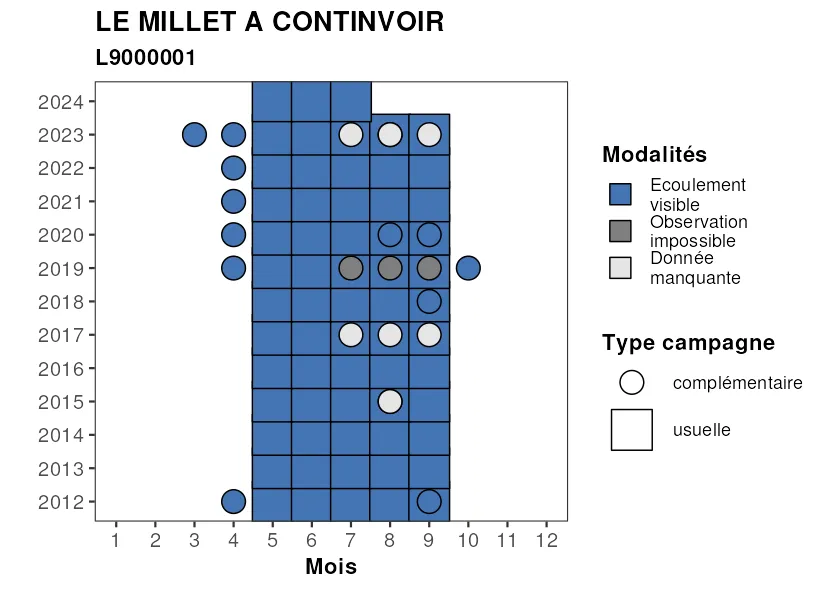 LE MILLET A CONTINVOIR
L9000001
2024
2023
2022
2021
2020
2019
2018
2017
2016
2015
2014
2013
2012
1 2 3 4 5 6 7 8 9 10 11 12
Mois
Modalités
Ecoulement
visible
Observation
impossible
Donnée
manquante
Type campagne
complémentaire
usuelle